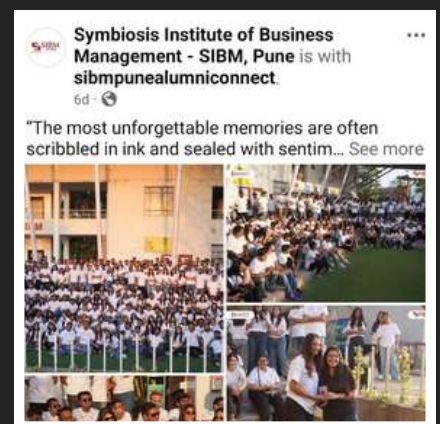 Symbiosis Institute of Business
Management - SIBM, Pune is with
sibmpunealumniconnect.
6d ·
“The most unforgettable memories are often
scribbled in ink and sealed with sentim... See more